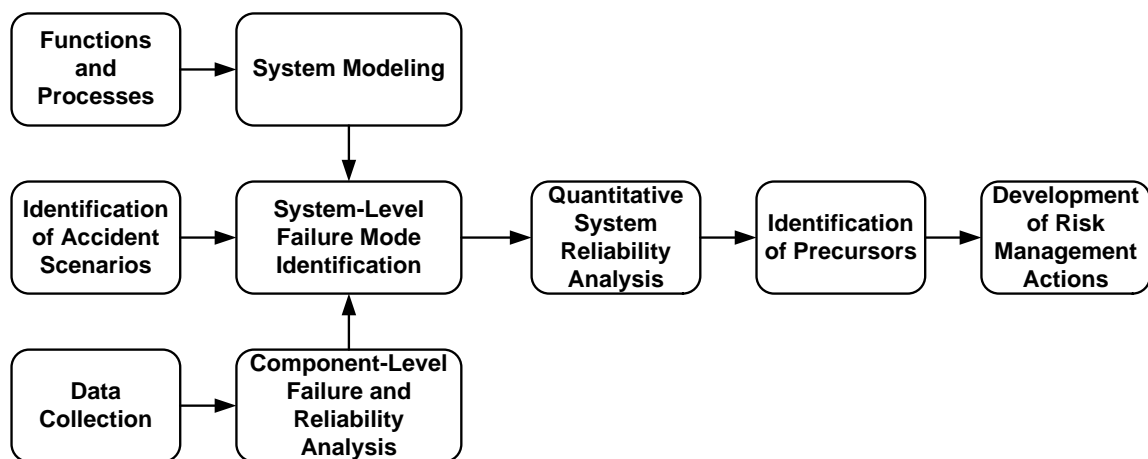 Functions
and
Processes
System Modeling
Identification
of Accident
Scenarios
System-Level
Failure Mode
Identification
Quantitative
System
Reliability
Analysis
Identification
of Precursors
Development
of Risk
Management
Actions
Data
Collection
Component-Level
Failure and
Reliability
Analysis